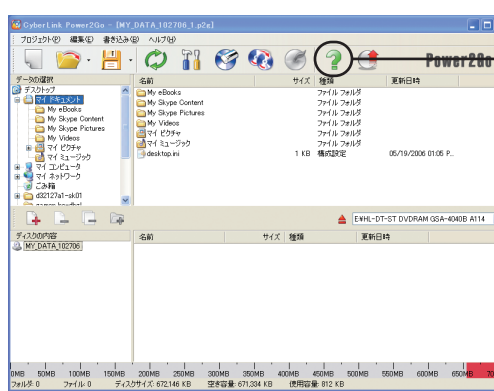 CyberLink Power2Go - [MY_DATA_102706_1.p2g]
プロジェクト(P) 編集(E) 書き込み(B) ヘルプ(H)
Power2Go
データの選択
デスクトップ
マイ ドキュメント
My eBooks
My Skype Content
My Skype Pictures
My Videos
マイ ピクチャ
マイ ミュージック
マイ コンピュータ
マイ ネットワーク
ごみ箱
d32127a1-sk01
名前 サイズ 種類 更新日時
My eBooks ファイル フォルダ
My Skype Content ファイル フォルダ
My Skype Pictures ファイル フォルダ
My Videos ファイル フォルダ
マイ ピクチャ ファイル フォルダ
マイ ミュージック ファイル フォルダ
desktop.ini 1 KB 構成設定 05/19/2006 01:05 P...
E¥HL-DT-ST DVDRAM GSA-4040B A114
ディスクの内容
MY_DATA_102706
名前 サイズ 種類 更新日時
0MB 50MB 100MB 150MB 200MB 250MB 300MB 350MB 400MB 450MB 500MB 550MB 600MB 650MB 70
フォルダ: 0 ファイル: 0 ディスクサイズ: 672,146 KB 空き容量: 671,334 KB 使用容量: 812 KB